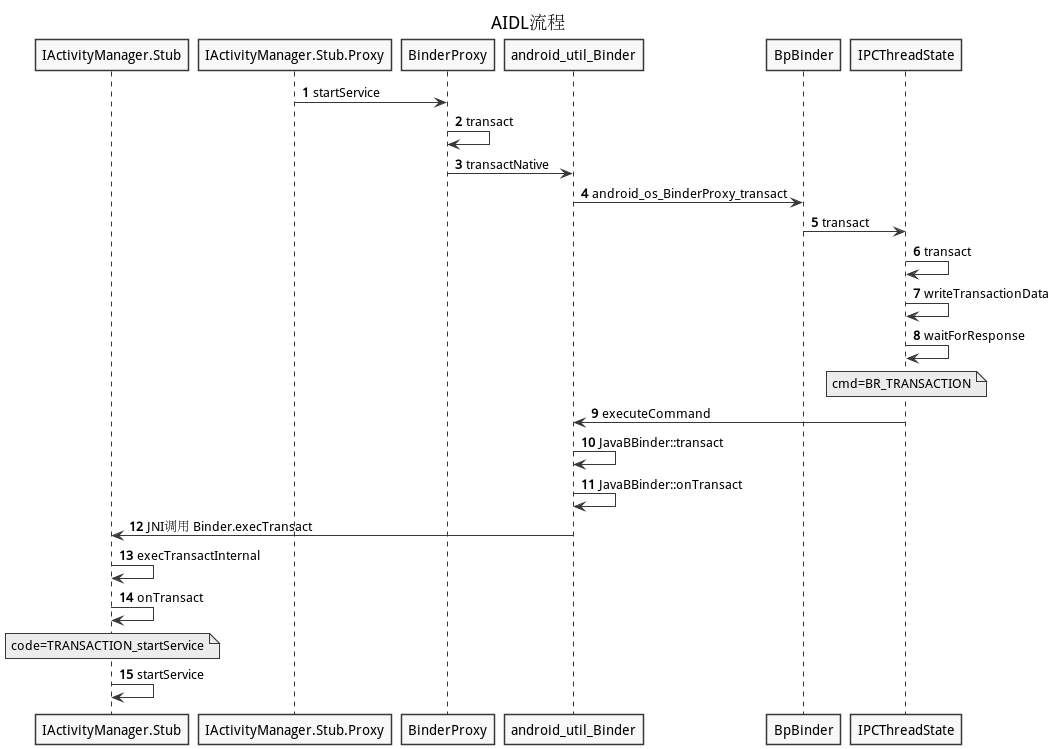 AIDL流程
IActivityManager.Stub IActivityManager.Stub.Proxy BinderProxy android_util_Binder BpBinder IPCThreadState
1 startService
2 transact
3 transactNative
4 android_os_BinderProxy_transact
5 transact
6 transact
7 writeTransactionData
8 waitForResponse
cmd=BR_TRANSACTION
9 executeCommand
10 JavaBBinder::transact
11 JavaBBinder::onTransact
12 JNI调用 Binder.execTransact
13 execTransactInternal
14 onTransact
code=TRANSACTION_startService
15 startService
IActivityManager.Stub IActivityManager.Stub.Proxy BinderProxy android_util_Binder BpBinder IPCThreadState